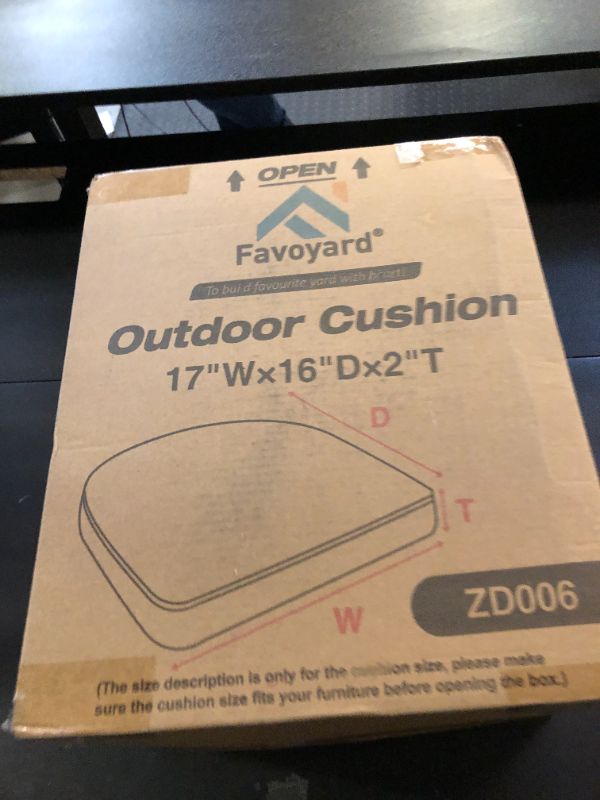 OPEN
Favoyard®
To build favourite yard with heart!
Outdoor Cushion
17"W×16"D×2"T
D
T
W
ZD006
(The size description is only for the cushion size, please make
sure the cushion size fits your furniture before opening the box.)